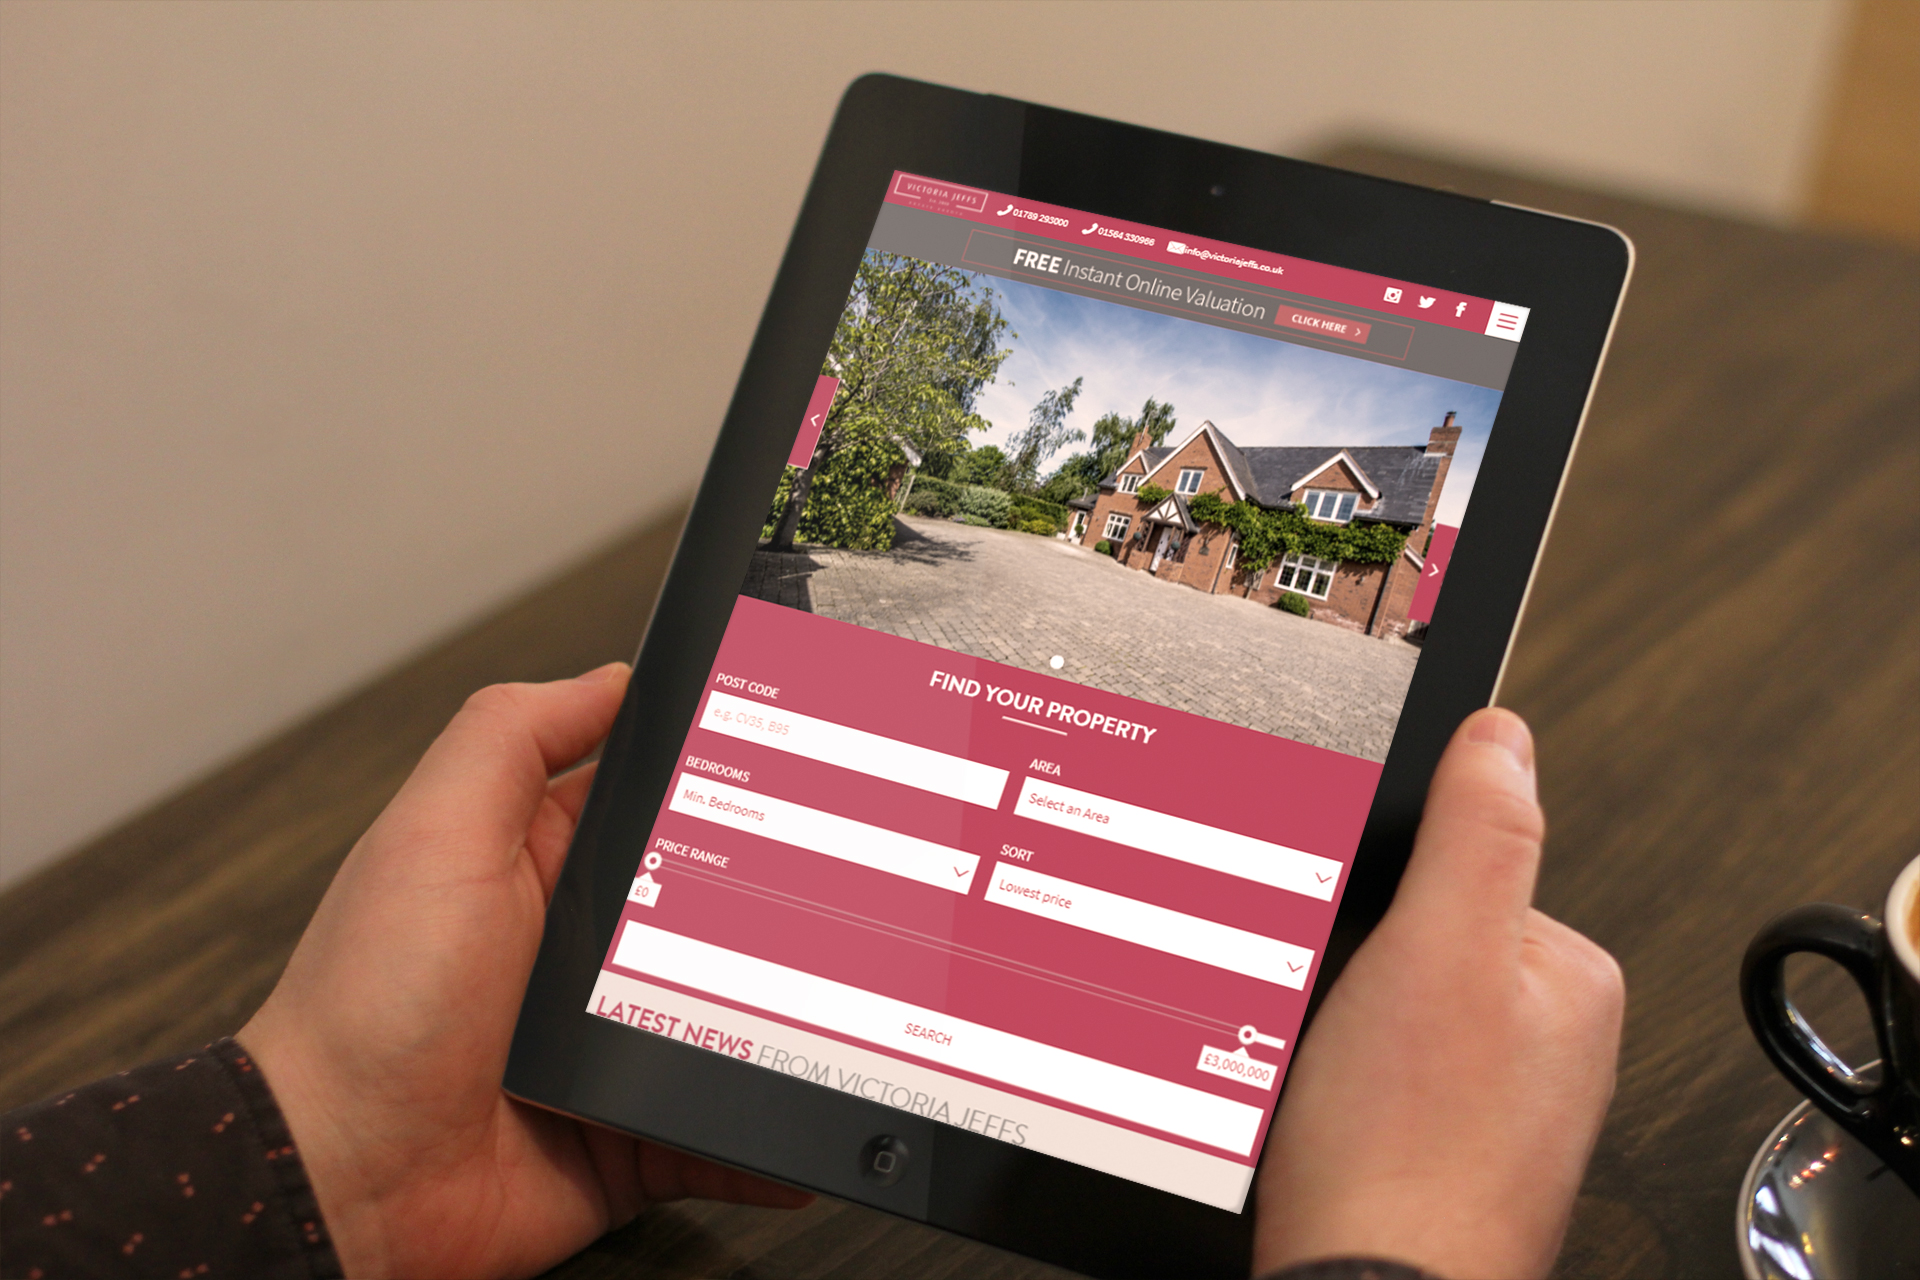 VICTORIA JEFFS
01789 293000
01564 330966
info@victoriajeffs.co.uk
FREE Instant Online Valuation
CLICK HERE
FIND YOUR PROPERTY
POST CODE
e.g. CV35, B95
AREA
Select an Area
BEDROOMS
Min. Bedrooms
SORT
Lowest price
PRICE RANGE
£0
£3,000,000
SEARCH
LATEST NEWS FROM VICTORIA JEFFS